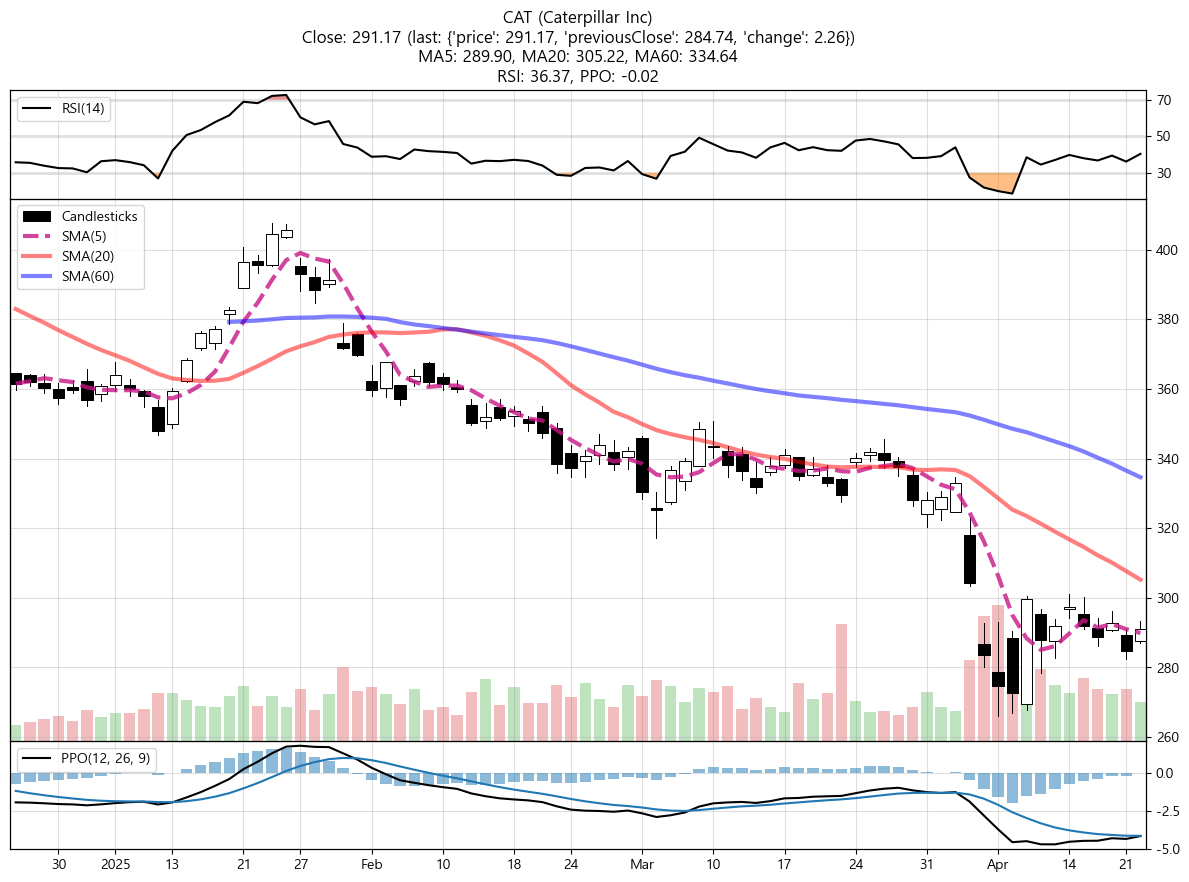 CAT (Caterpillar Inc)
Close: 291.17 (last: {'price': 291.17, 'previousClose': 284.74, 'change': 2.26})
MA5: 289.90, MA20: 305.22, MA60: 334.64
RSI: 36.37, PPO: -0.02
RSI(14)
70
50
30
Candlesticks
SMA(5)
SMA(20)
SMA(60)
400
380
360
340
320
300
280
260
PPO(12, 26, 9)
0.0
-2.5
-5.0
30 2025 13 21 27 Feb 10 18 24 Mar 10 17 24 31 Apr 14 21